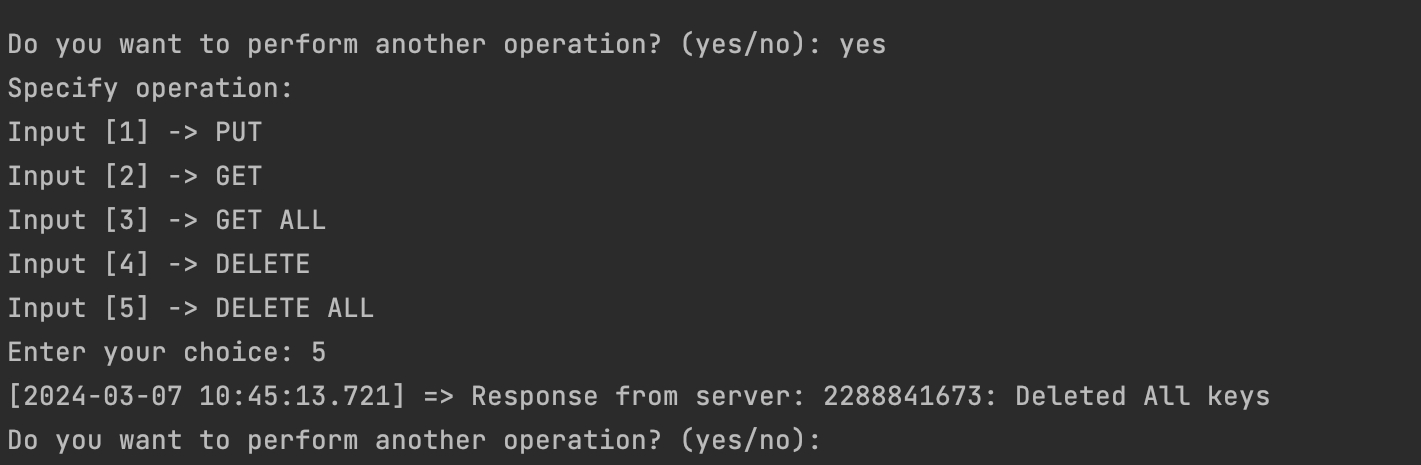 Do you want to perform another operation? (yes/no): yes
Specify operation:
Input [1] -> PUT
Input [2] -> GET
Input [3] -> GET ALL
Input [4] -> DELETE
Input [5] -> DELETE ALL
Enter your choice: 5
[2024-03-07 10:45:13.721] => Response from server: 2288841673: Deleted All keys
Do you want to perform another operation? (yes/no):